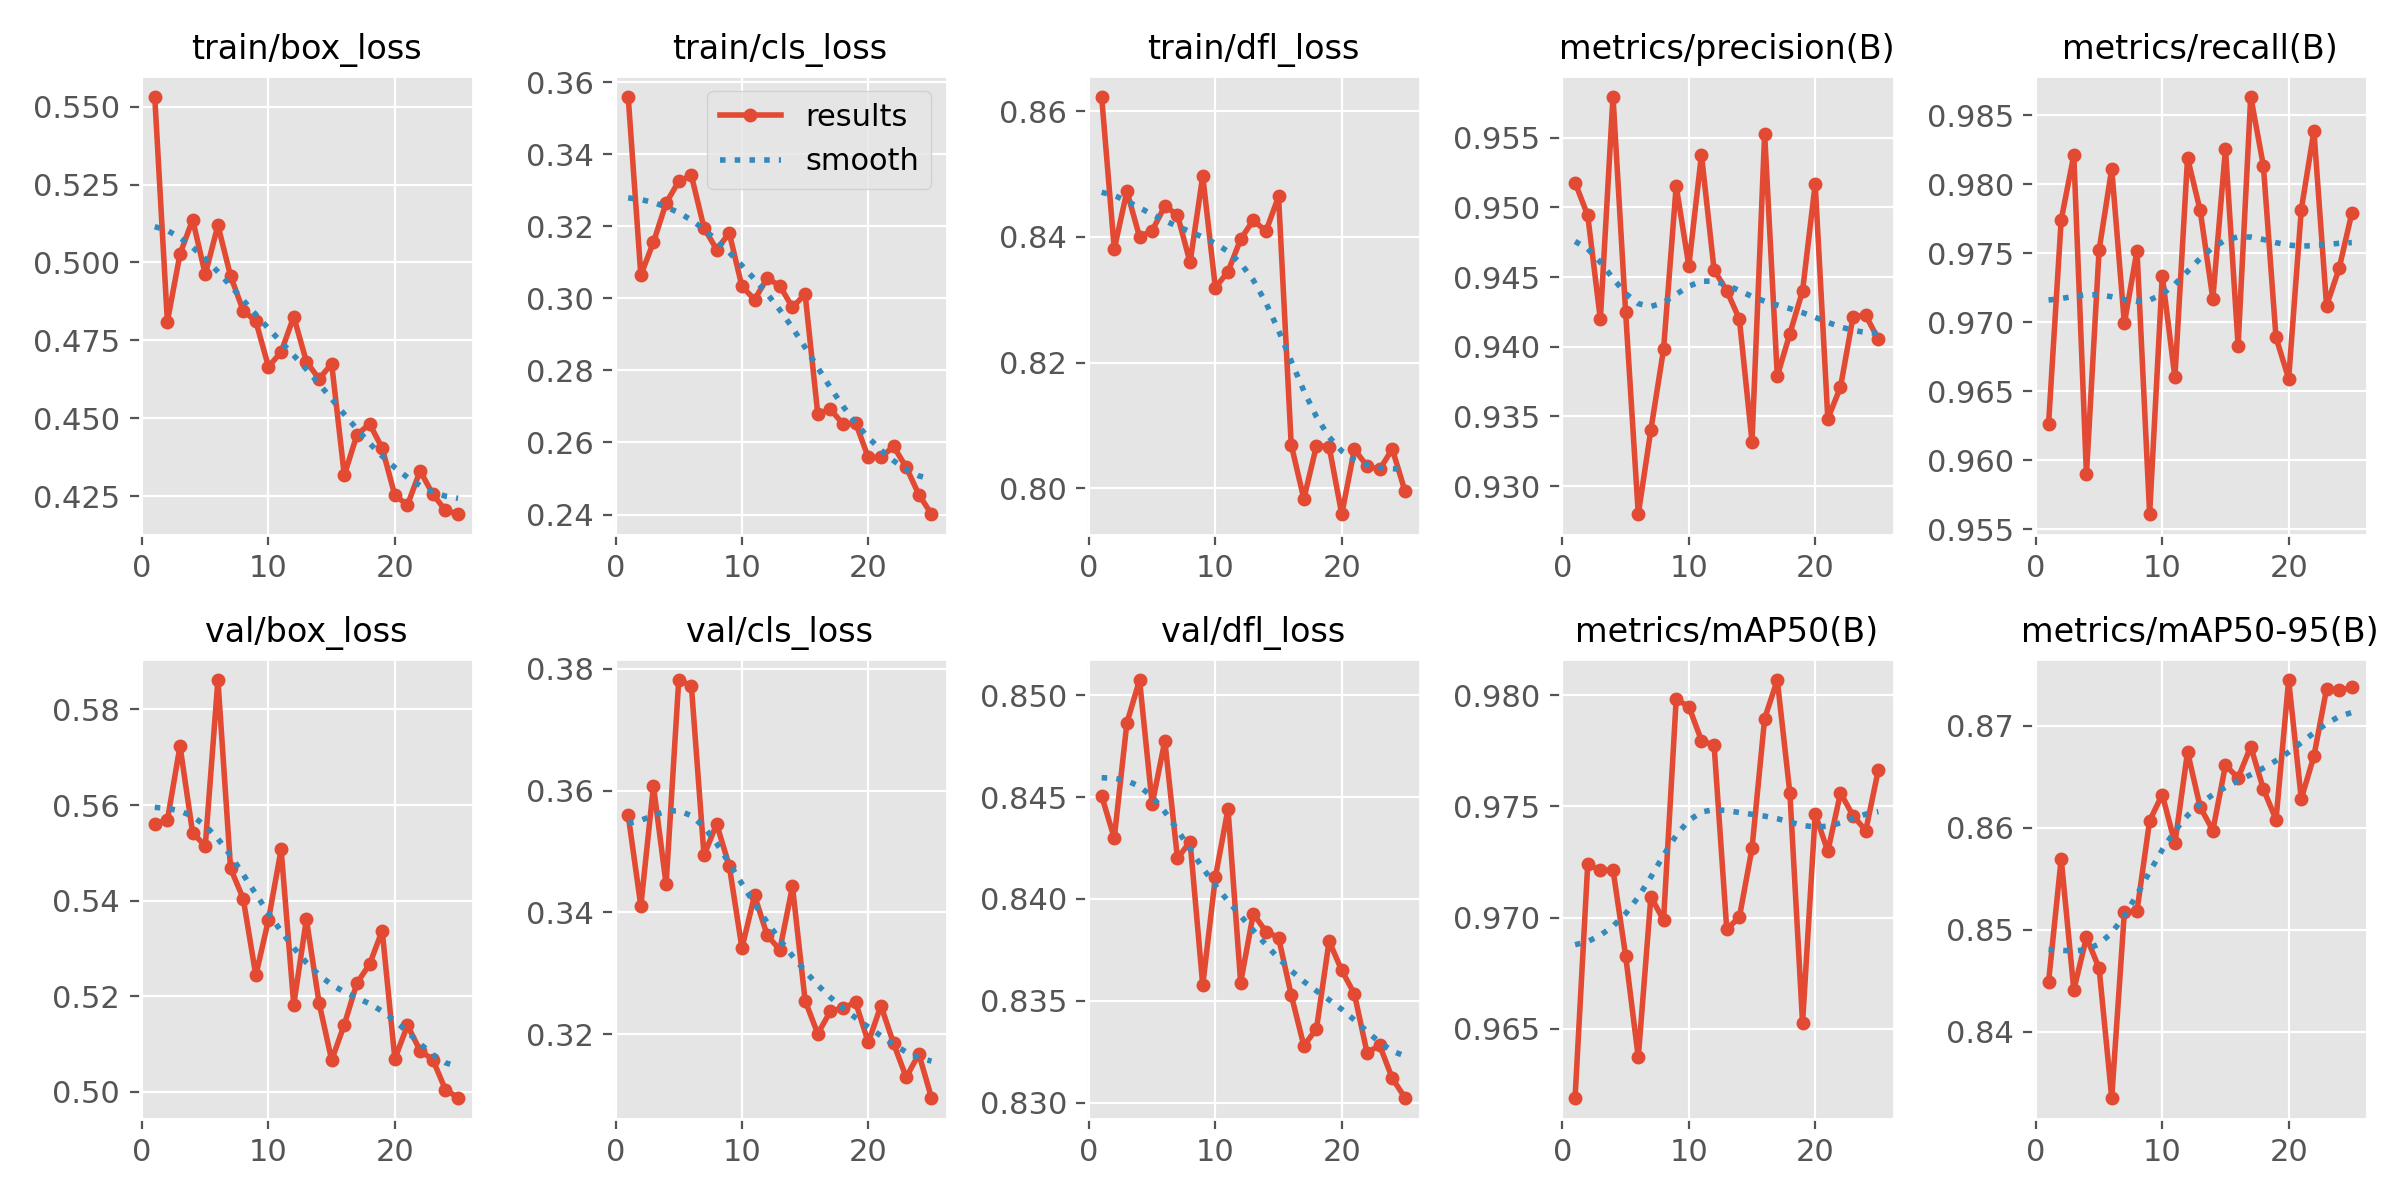 train/box_loss
0.550
0.525
0.500
0.475
0.450
0.425
0 10 20
train/cls_loss
results
smooth
0.36
0.34
0.32
0.30
0.28
0.26
0.24
0 10 20
train/dfl_loss
0.86
0.84
0.82
0.80
0 10 20
metrics/precision(B)
0.955
0.950
0.945
0.940
0.935
0.930
0 10 20
metrics/recall(B)
0.985
0.980
0.975
0.970
0.965
0.960
0.955
0 10 20
val/box_loss
0.58
0.56
0.54
0.52
0.50
0 10 20
val/cls_loss
0.38
0.36
0.34
0.32
0 10 20
val/dfl_loss
0.850
0.845
0.840
0.835
0.830
0 10 20
metrics/mAP50(B)
0.980
0.975
0.970
0.965
0 10 20
metrics/mAP50-95(B)
0.87
0.86
0.85
0.84
0 10 20